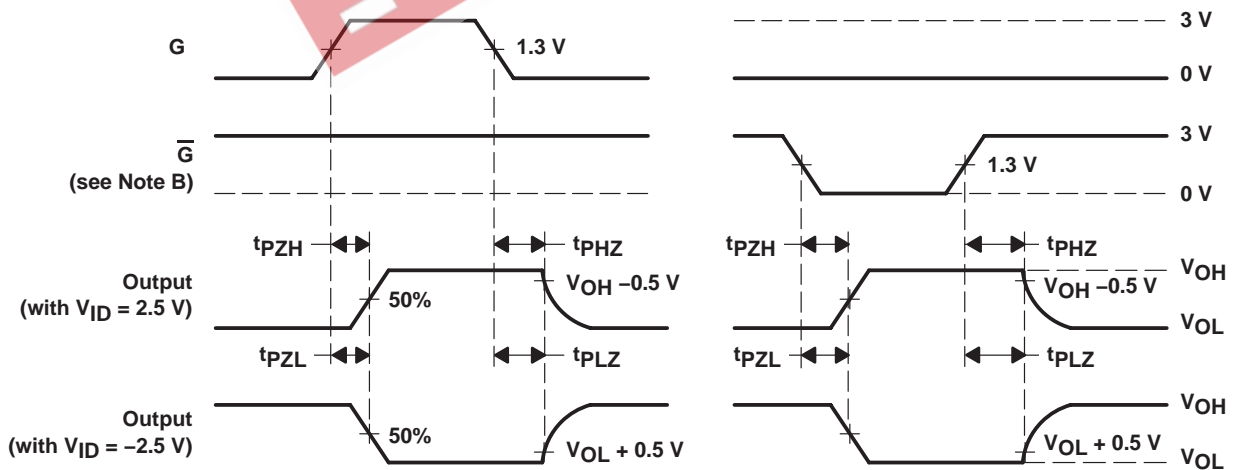 G
1.3 V
3 V
0 V
G
(see Note B)
3 V
1.3 V
0 V
tPZH
tPHZ
tPZH
tPHZ
Output
(with VID = 2.5 V)
50%
VOH −0.5 V
VOH
VOH −0.5 V
VOL
tPZL
tPLZ
tPZL
tPLZ
Output
(with VID = −2.5 V)
50%
VOL + 0.5 V
VOH
VOL + 0.5 V
VOL